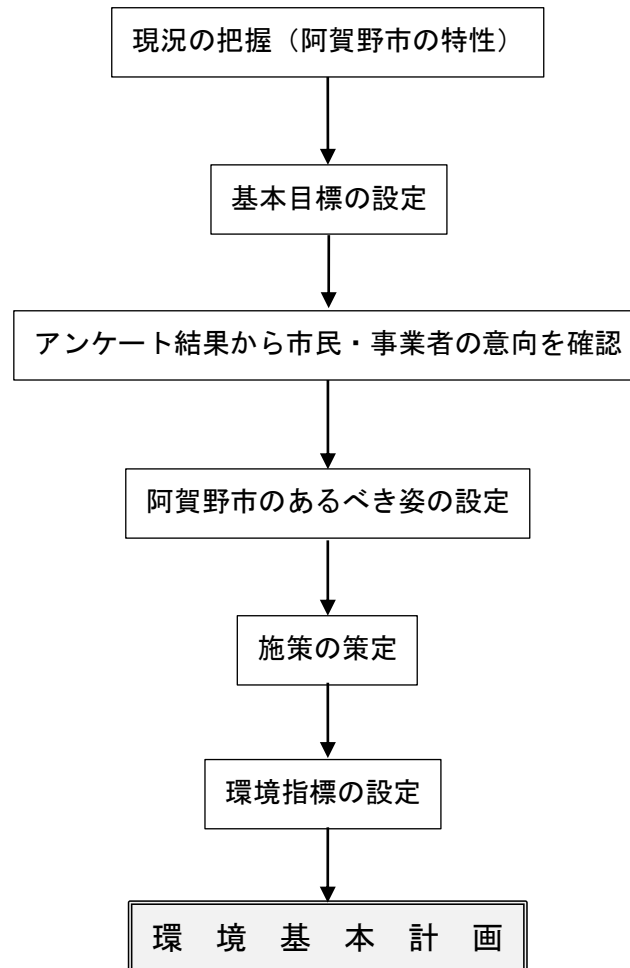 現況の把握（阿賀野市の特性）
基本目標の設定
アンケート結果から市民・事業者の意向を確認
阿賀野市のあるべき姿の設定
施策の策定
環境指標の設定
環　境　基　本　計　画